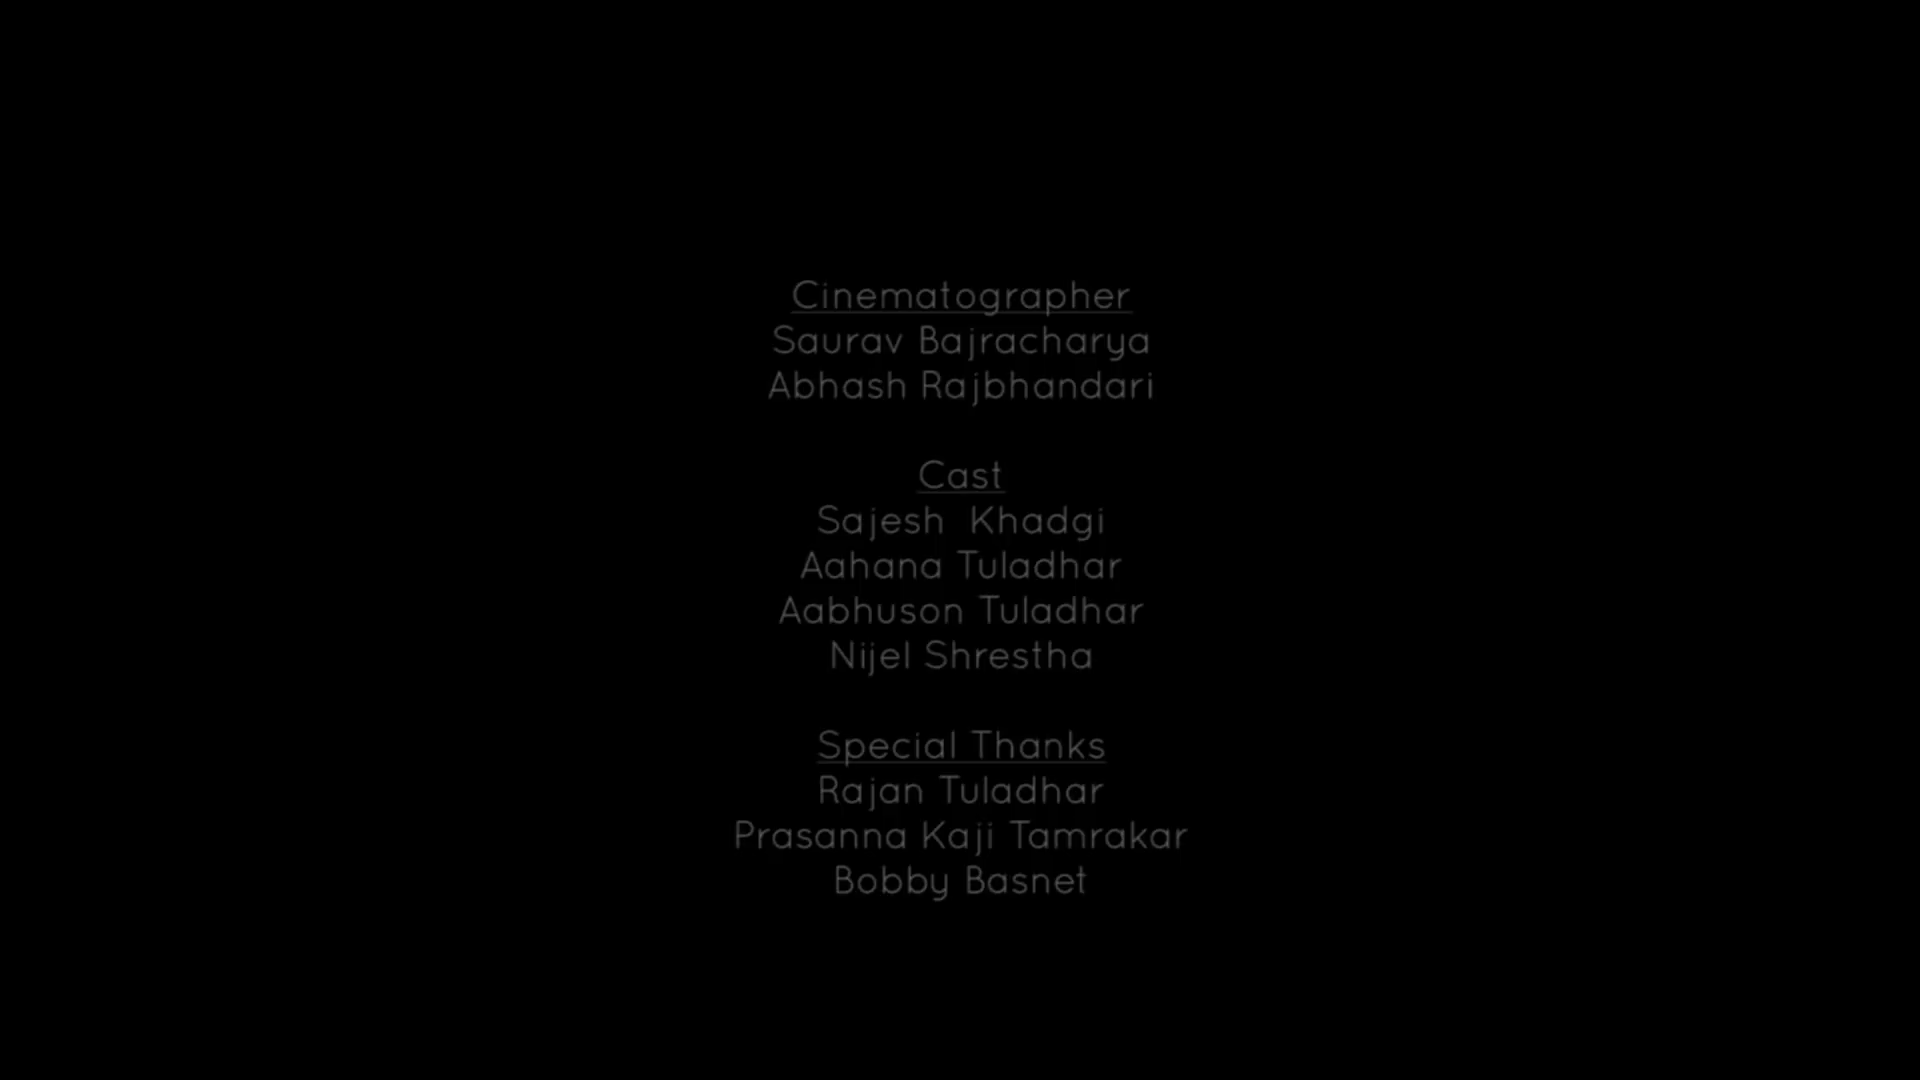 Cinematographer
Saurav Bajracharya
Abhash Rajbhandari
Cast
Sajesh  Khadgi
Aahana Tuladhar
Aabhuson Tuladhar
Nijel Shrestha
Special Thanks
Rajan Tuladhar
Prasanna Kaji Tamrakar
Bobby Basnet